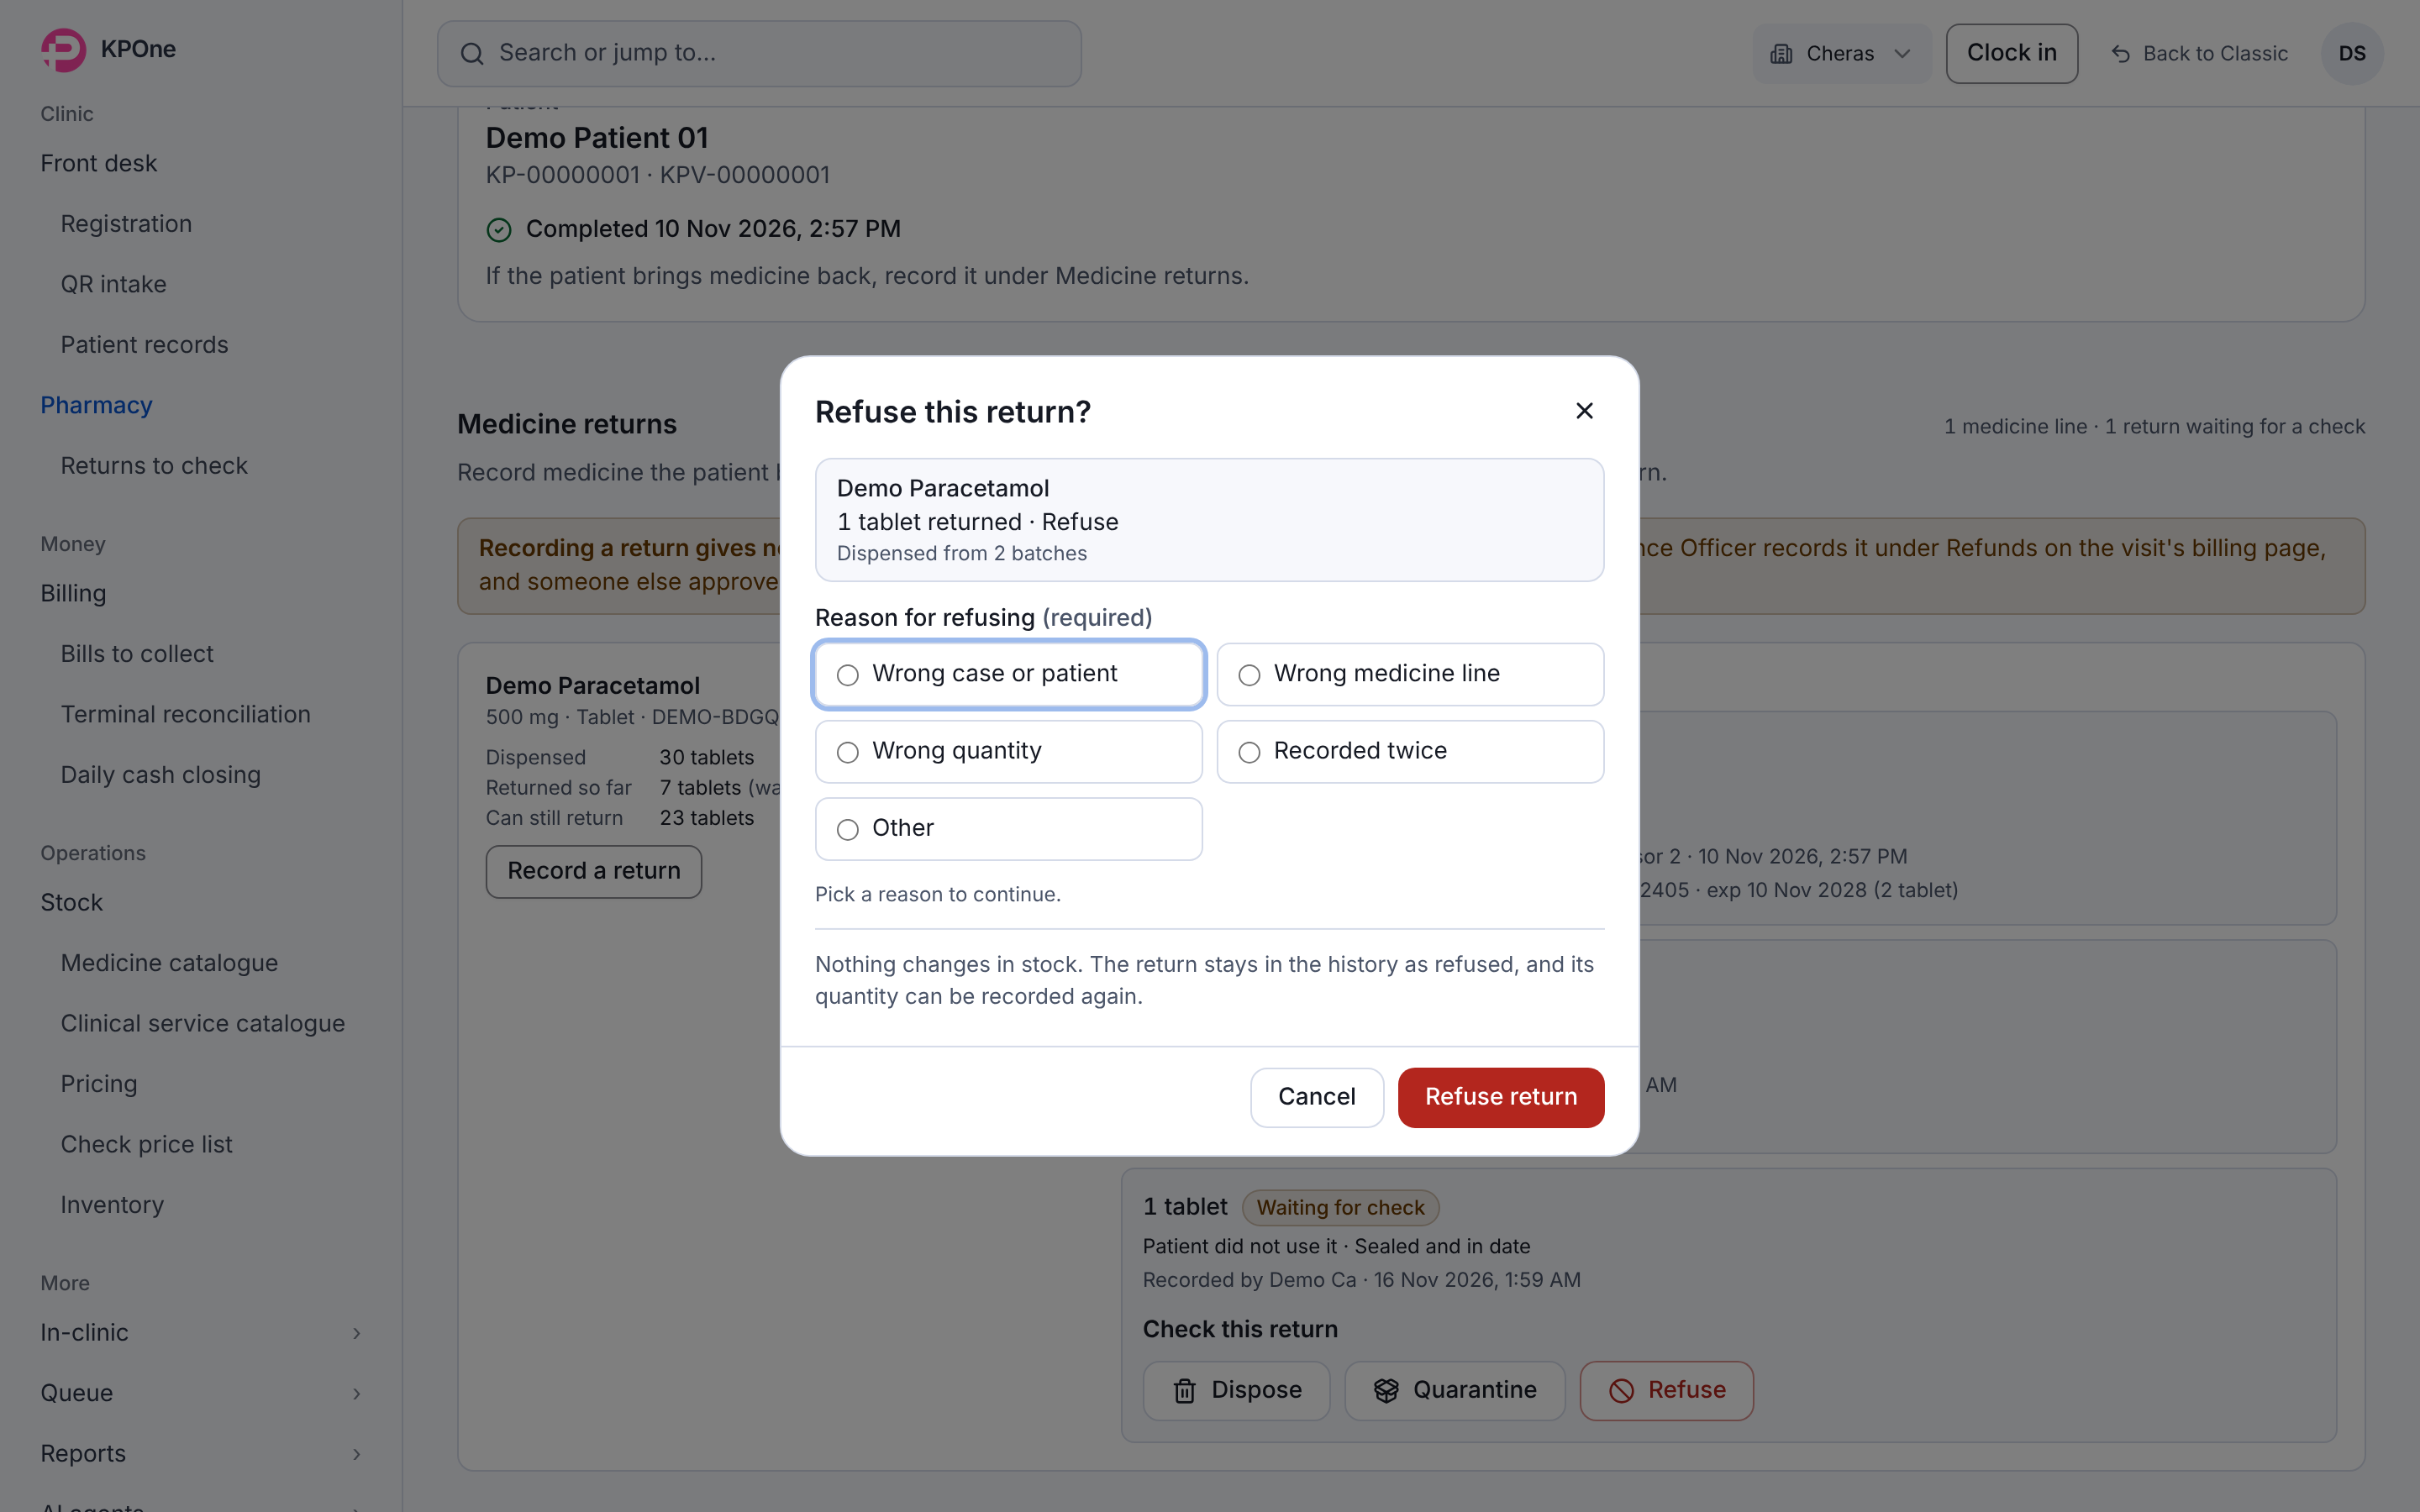 KPOne
Search or jump to...
Cheras
Clock in
Back to Classic
DS
Clinic
Front desk
Registration
QR intake
Patient records
Pharmacy
Returns to check
Money
Billing
Bills to collect
Terminal reconciliation
Daily cash closing
Operations
Stock
Medicine catalogue
Clinical service catalogue
Pricing
Check price list
Inventory
More
In-clinic
Queue
Reports
Demo Patient 01
KP-00000001 · KPV-00000001
Completed 10 Nov 2026, 2:57 PM
If the patient brings medicine back, record it under Medicine returns.
Medicine returns
1 medicine line · 1 return waiting for a check
Record medicine the patient
Recording a return gives
Officer records it under Refunds on the visit's billing page,
and someone else
Demo Paracetamol
500 mg · Tablet · DEMO-BDGQ
Dispensed 30 tablets
Returned so far 7 tablets
Can still return 23 tablets
Record a return
2 · 10 Nov 2026, 2:57 PM
2405 · exp 10 Nov 2028 (2 tablet)
AM
1 tablet Waiting for check
Patient did not use it · Sealed and in date
Recorded by Demo Ca · 16 Nov 2026, 1:59 AM
Check this return
Dispose
Quarantine
Refuse
Refuse this return?
Demo Paracetamol
1 tablet returned · Refuse
Dispensed from 2 batches
Reason for refusing (required)
Wrong case or patient
Wrong medicine line
Wrong quantity
Recorded twice
Other
Pick a reason to continue.
Nothing changes in stock. The return stays in the history as refused, and its
quantity can be recorded again.
Cancel
Refuse return